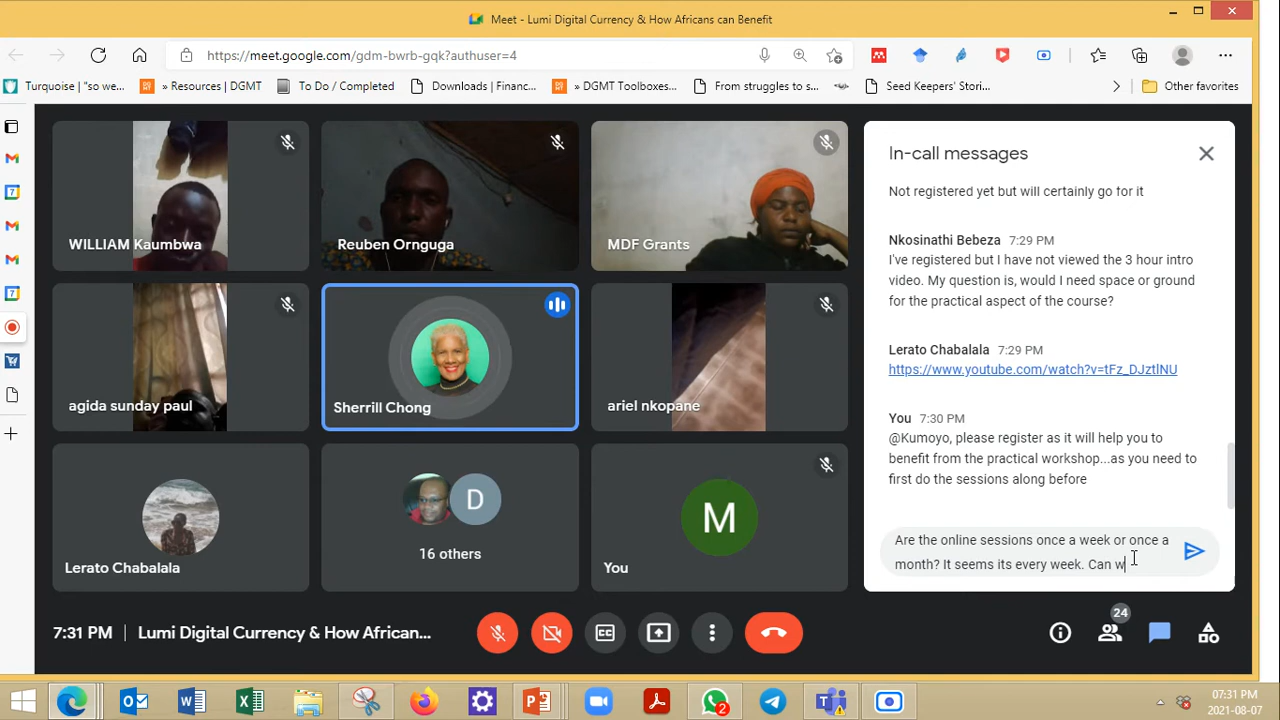 Meet - Lumi Digital Currency & How Africans can Benefit
https://meet.google.com/gdm-bwrb-gqk?authuser=4
Turquoise | "so we...
» Resources | DGMT
To Do / Completed
Downloads | Financ...
» DGMT Toolboxes...
From struggles to s...
Seed Keepers' Stori...
Other favorites
WILLIAM Kaumbwa
Reuben Ornguga
MDF Grants
agida sunday paul
Sherrill Chong
ariel nkopane
Lerato Chabalala
D
16 others
M
You
In-call messages
Not registered yet but will certainly go for it
Nkosinathi Bebeza 7:29 PM
I've registered but I have not viewed the 3 hour intro
video. My question is, would I need space or ground
for the practical aspect of the course?
Lerato Chabalala 7:29 PM
https://www.youtube.com/watch?v=tFz_DJztlNU
You 7:30 PM
@Kumoyo, please register as it will help you to
benefit from the practical workshop...as you need to
first do the sessions along before
Are the online sessions once a week or once a
month? It seems its every week. Can w
7:31 PM | Lumi Digital Currency & How African...
24
2
07:31 PM
2021-08-07